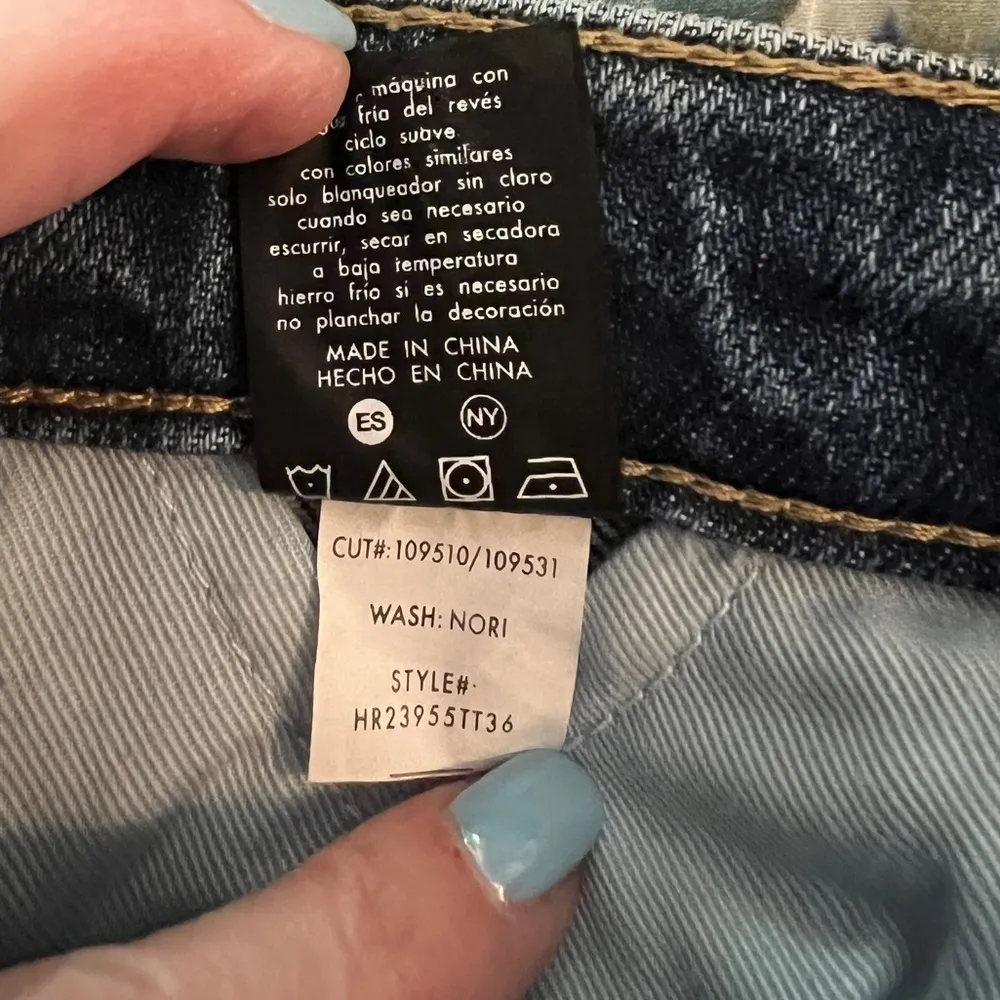 máquina con
fría del revés
ciclo suave
con colores similares
solo blanqueador sin cloro
cuando sea necesario
escurrir, secar en secadora
a baja temperatura
hierro frío si es necesario
no planchar la decoración
MADE IN CHINA
HECHO EN CHINA
ES NY
CUT#:109510/109531
WASH: NORI
STYLE#
HR23955TT36